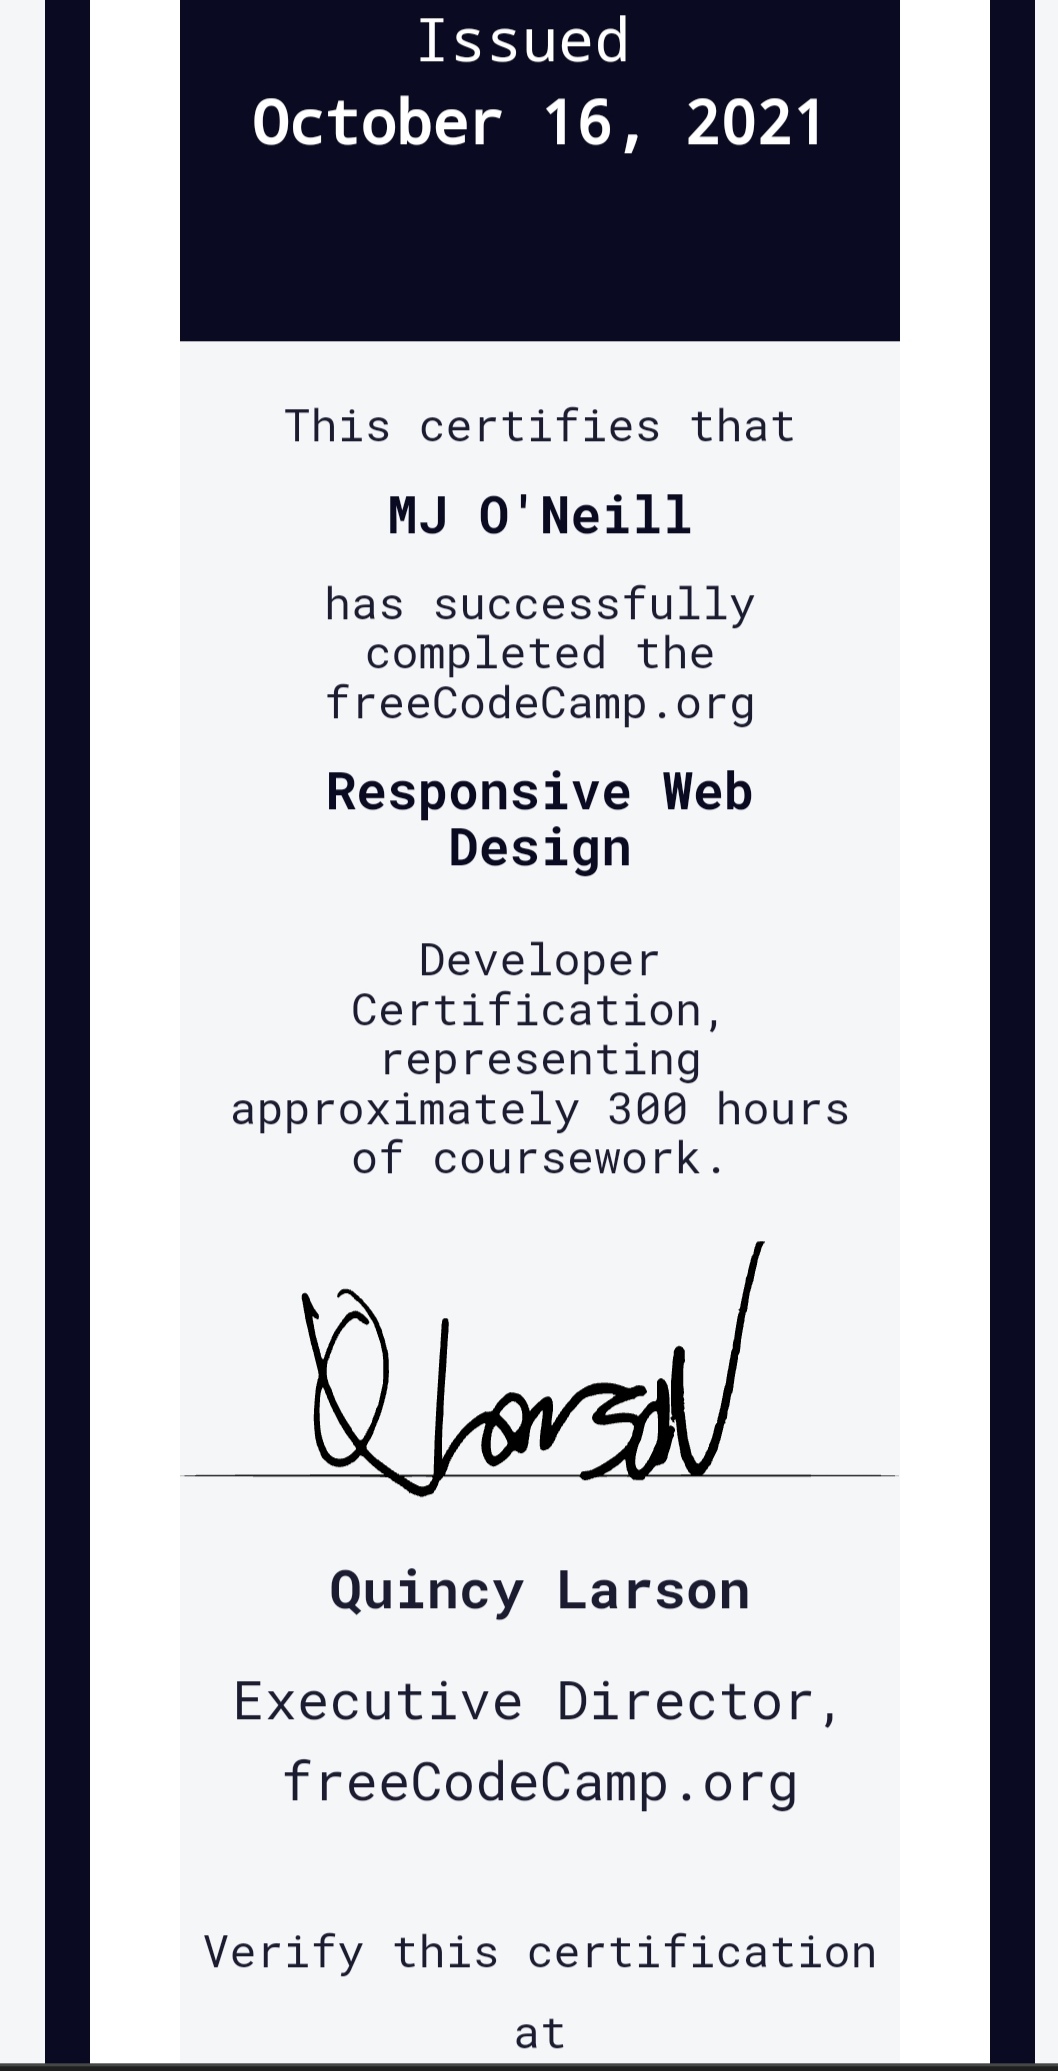 Issued
October 16, 2021
This certifies that
MJ O'Neill
has successfully
completed the
freeCodeCamp.org
Responsive Web
Design
Developer
Certification,
representing
approximately 300 hours
of coursework.
QLarson
Quincy Larson
Executive Director,
freeCodeCamp.org
Verify this certification
at